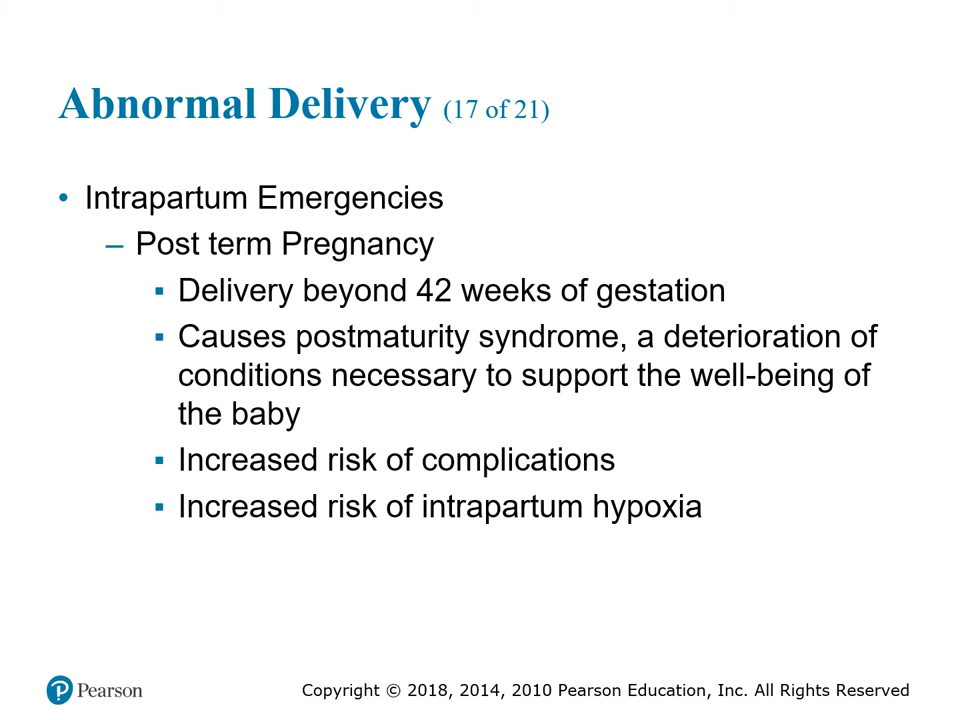 Abnormal Delivery (17 of 21)
• Intrapartum Emergencies
– Post term Pregnancy
▪ Delivery beyond 42 weeks of gestation
▪ Causes postmaturity syndrome, a deterioration of
conditions necessary to support the well-being of
the baby
▪ Increased risk of complications
▪ Increased risk of intrapartum hypoxia
Pearson
Copyright © 2018, 2014, 2010 Pearson Education, Inc. All Rights Reserved